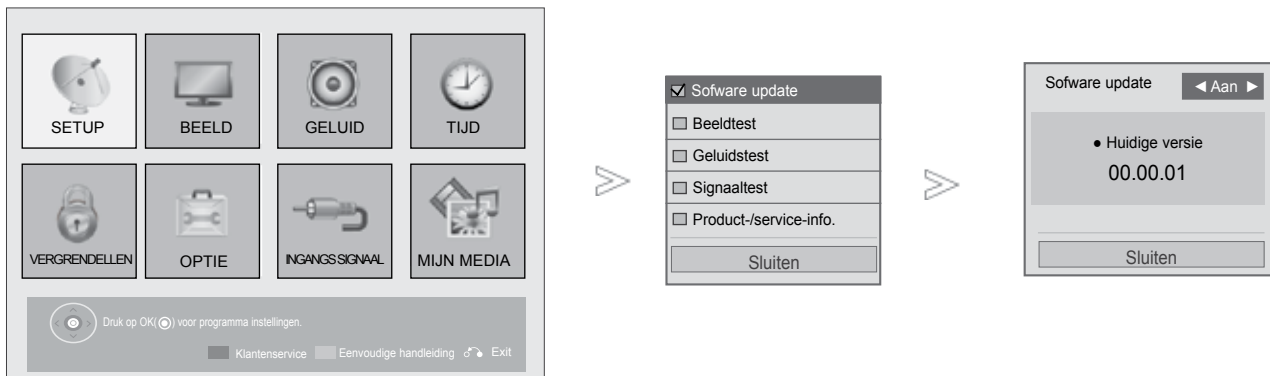 SETUP
BEELD
GELUID
TIJD
VERGRENDELLEN
OPTIE
INGANGSSIGNAAL
MIJN MEDIA
Druk op OK(◉) voor programma instellingen.
Klantenservice Eenvoudige handleiding Exit
Sofware update
Beeldtest
Geluidstest
Signaaltest
Product-/service-info.
Sluiten
Sofware update ◄ Aan ►
● Huidige versie
00.00.01
Sluiten